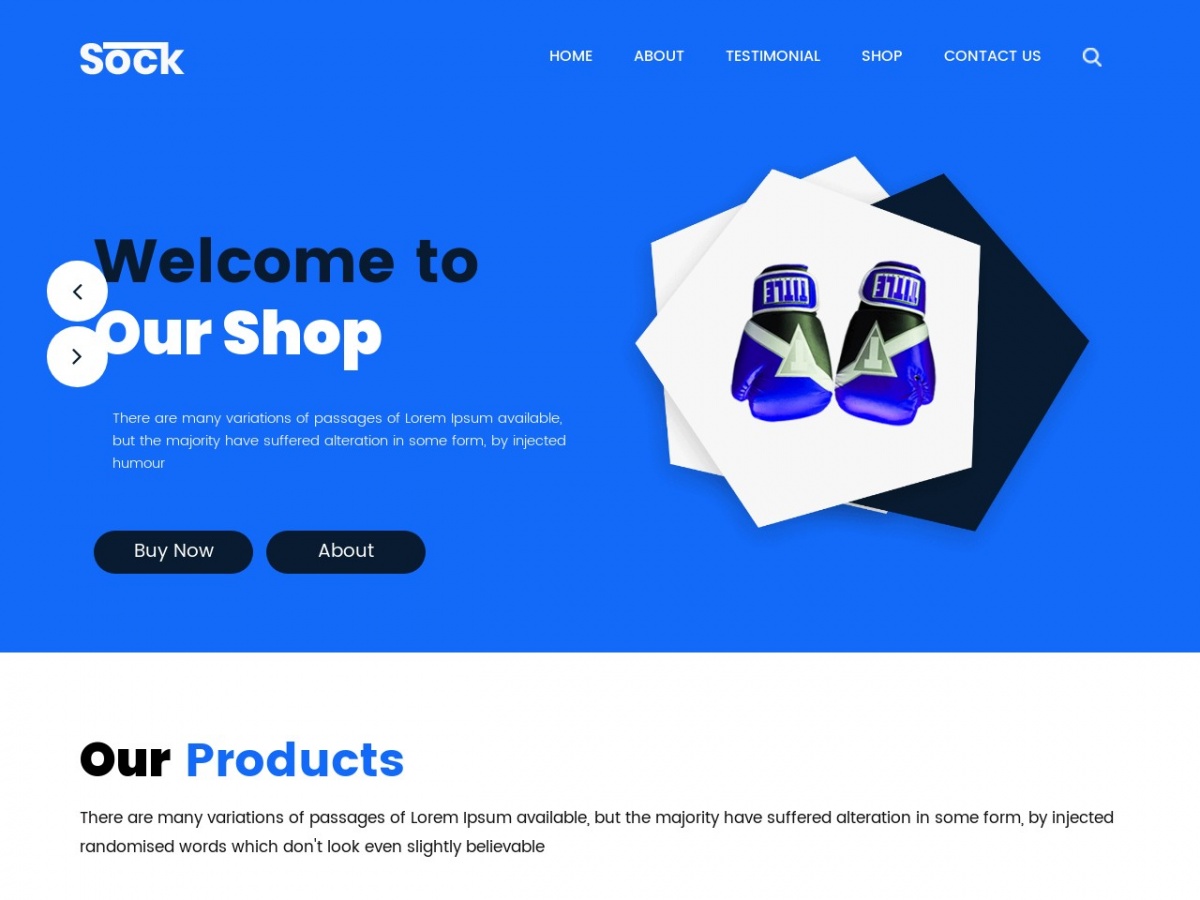 Sock
HOME ABOUT TESTIMONIAL SHOP CONTACT US
Welcome to
Our Shop
TITLE TITLE
There are many variations of passages of Lorem Ipsum available,
but the majority have suffered alteration in some form, by injected
humour
Buy Now About
Our Products
There are many variations of passages of Lorem Ipsum available, but the majority have suffered alteration in some form, by injected
randomised words which don't look even slightly believable